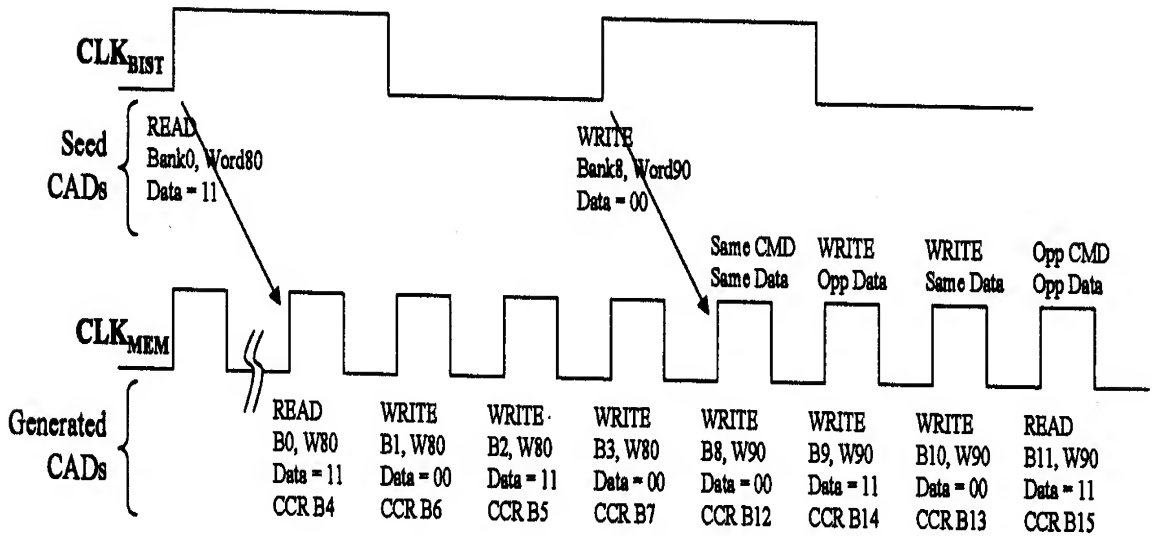 CLKBIST
Seed
CADs
READ
Bank0, Word80
Data = 11
WRITE
Bank8, Word90
Data = 00
Same CMD
Same Data
WRITE
Opp Data
WRITE
Same Data
Opp CMD
Opp Data
CLKMEM
Generated
CADs
READ
B0, W80
Data = 11
CCR B4
WRITE
B1, W80
Data = 00
CCR B6
WRITE
B2, W80
Data = 11
CCR B5
WRITE
B3, W80
Data = 00
CCR B7
WRITE
B8, W90
Data = 00
CCR B12
WRITE
B9, W90
Data = 11
CCR B14
WRITE
B10, W90
Data = 00
CCR B13
READ
B11, W90
Data = 11
CCR B15